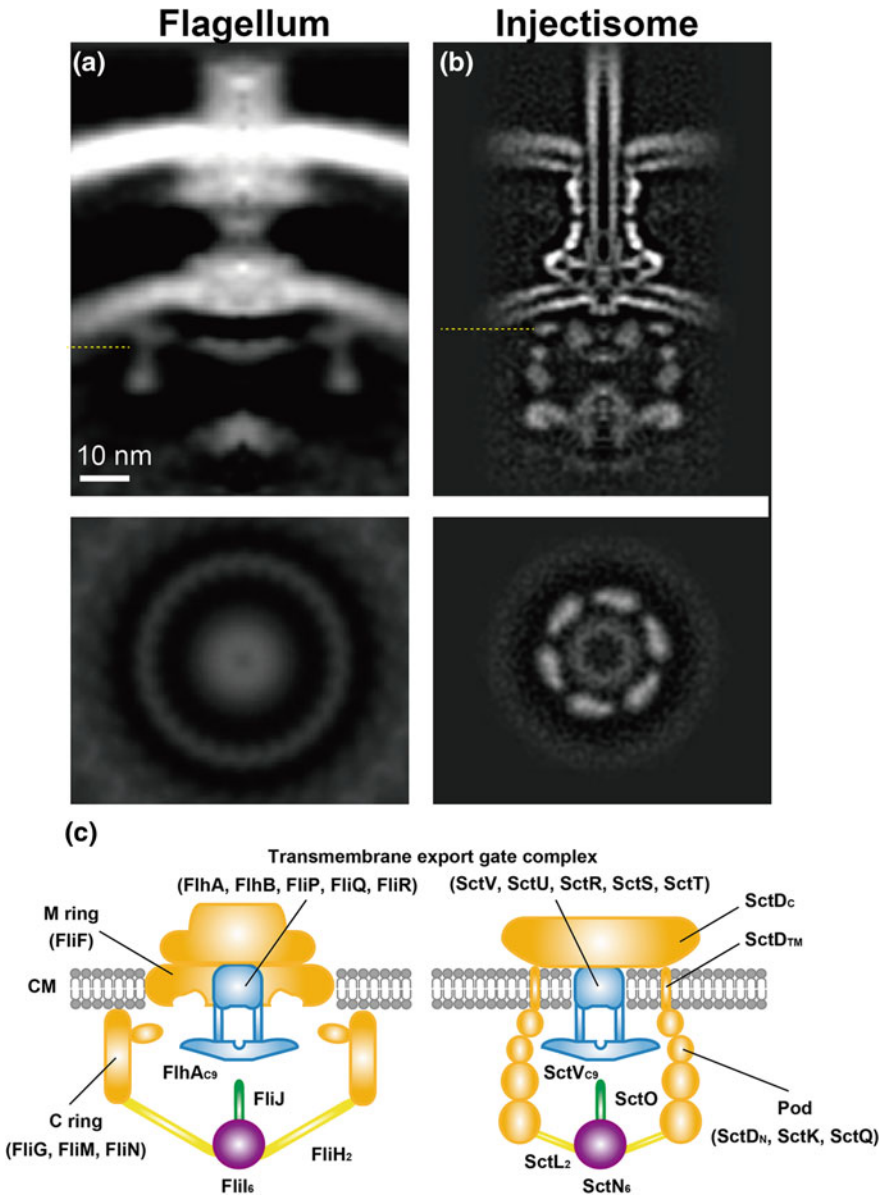 Flagellum
Injectisome
(a)
(b)
10 nm
(c)
Transmembrane export gate complex
(FlhA, FlhB, FliP, FliQ, FliR)
(SctV, SctU, SctR, SctS, SctT)
M ring
(FliF)
SctDC
SctDTM
CM
FlhAC9
SctVC9
FliJ
SctO
C ring
(FliG, FliM, FliN)
Pod
(SctDN, SctK, SctQ)
FliH2
SctL2
FliI6
SctN6